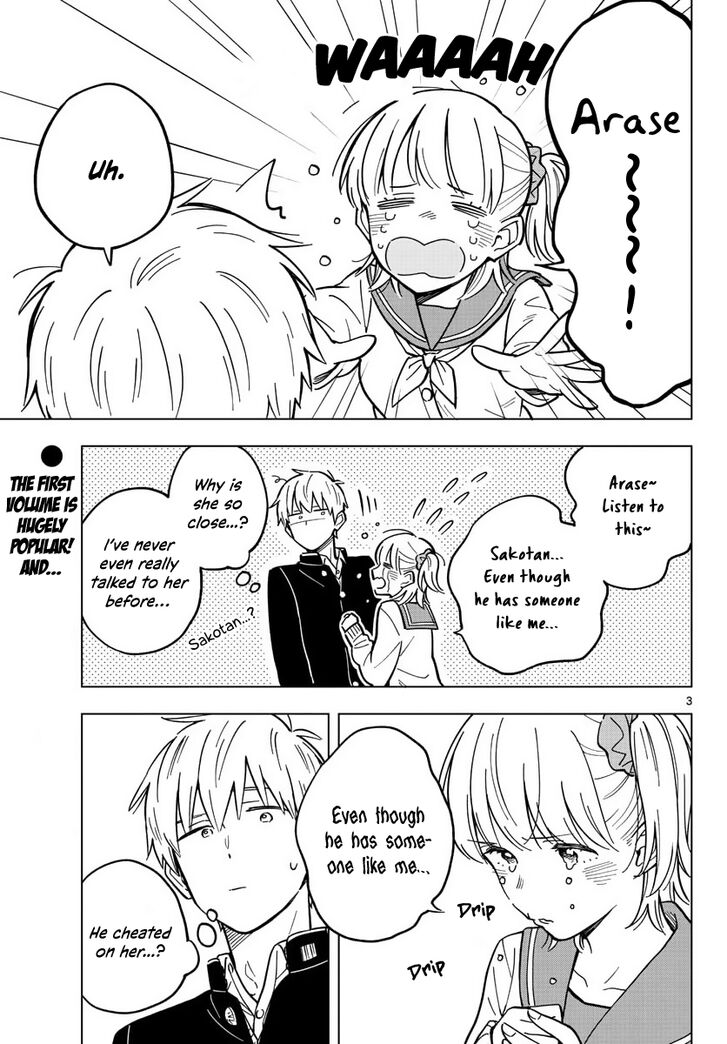 WAAAAH
Arase
~~~!
Uh.
THE FIRST
VOLUME IS
HUGELY
POPULAR!
AND...
Arase~
Listen to
this~
Sakotan...
Even though
he has someone
like me...
Why is
she so
close...?
I've never
even really
talked to her
before...
Sakotan...?
3
Even though
he has some-
one like me...
Drip
Drip
He cheated
on her...?